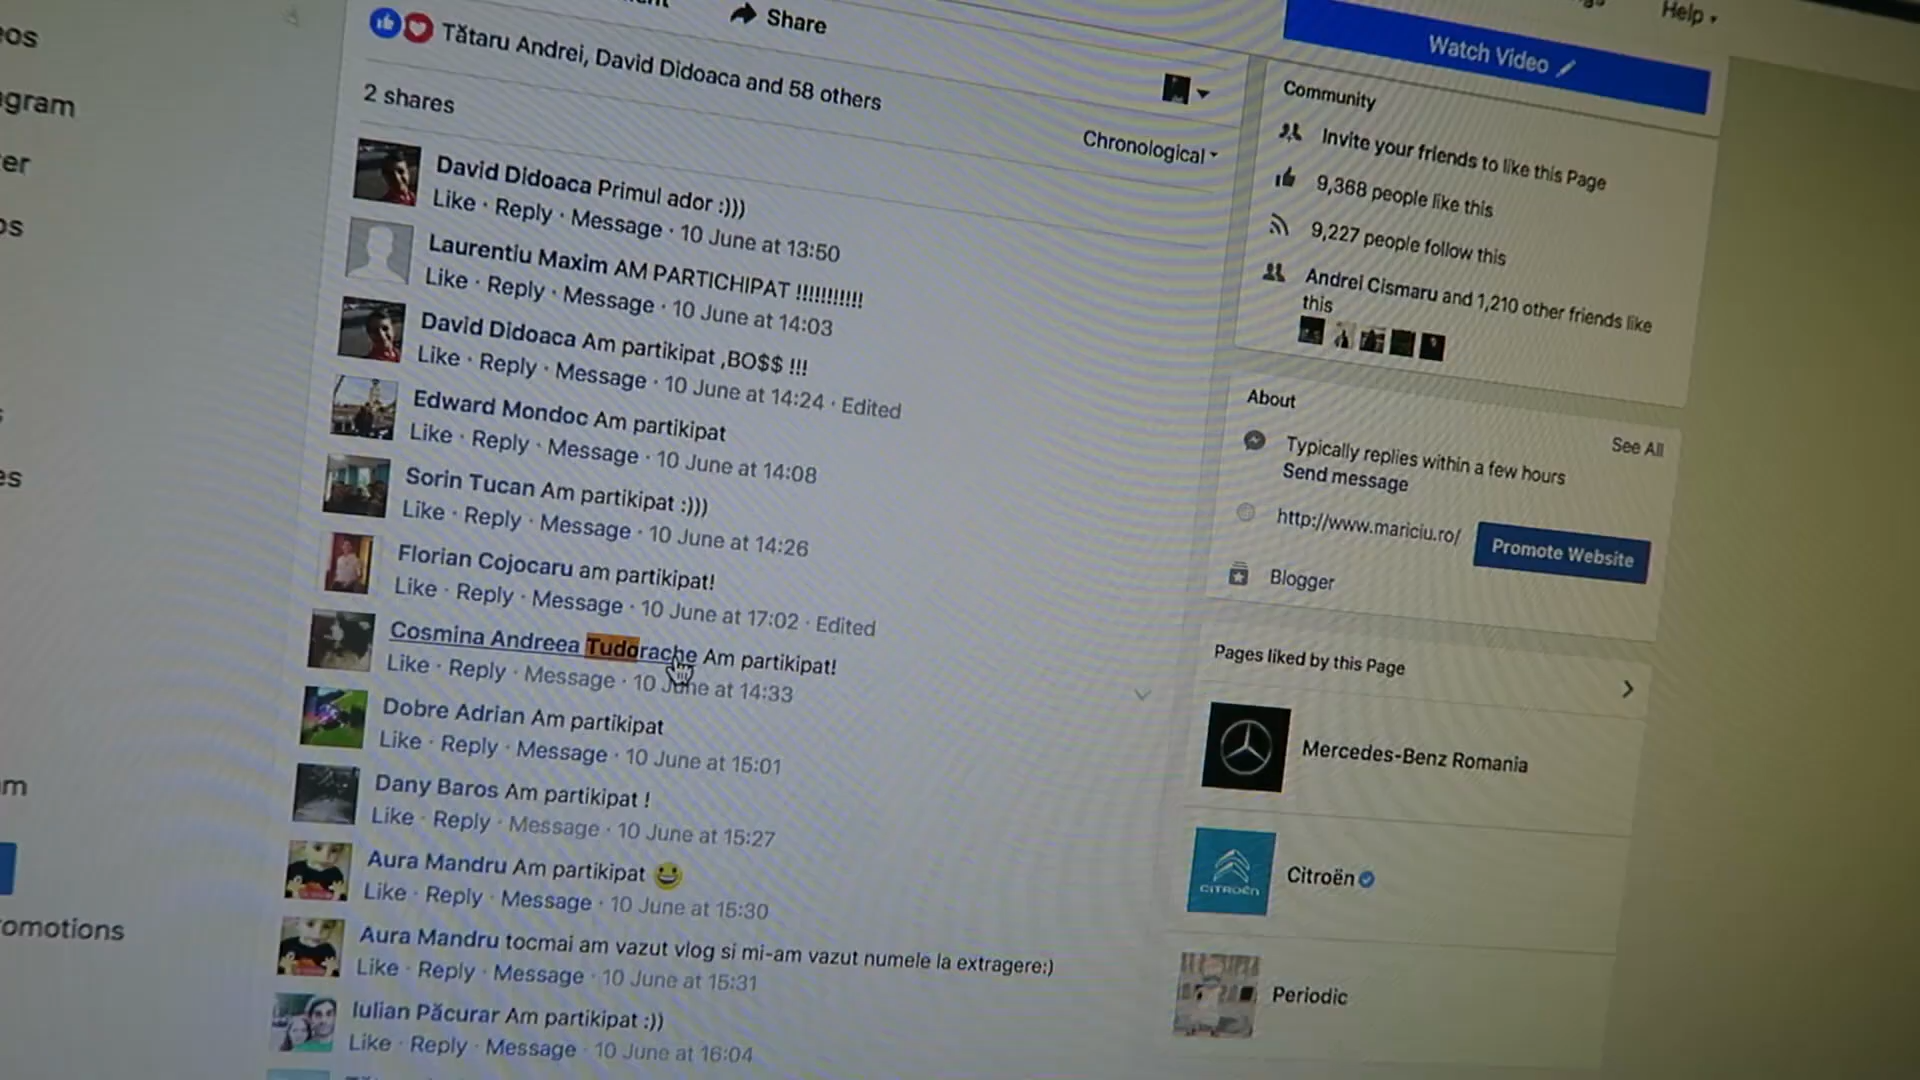 Share
Help
Watch Video
Tătaru Andrei, David Didoaca and 58 others
2 shares
Chronological
David Didoaca Primul ador :)))
Like · Reply · Message · 10 June at 13:50
Laurentiu Maxim AM PARTICHIPAT !!!!!!!!!!!
Like · Reply · Message · 10 June at 14:03
David Didoaca Am partikipat ,BO$$ !!!
Like · Reply · Message · 10 June at 14:24 · Edited
Edward Mondoc Am partikipat
Like · Reply · Message · 10 June at 14:08
Sorin Tucan Am partikipat :)))
Like · Reply · Message · 10 June at 14:26
Florian Cojocaru am partikipat!
Like · Reply · Message · 10 June at 17:02 · Edited
Cosmina Andreea Tudorache Am partikipat!
Like · Reply · Message · 10 June at 14:33
Dobre Adrian Am partikipat
Like · Reply · Message · 10 June at 15:01
Dany Baros Am partikipat !
Like · Reply · Message · 10 June at 15:27
Aura Mandru Am partikipat 😀
Like · Reply · Message · 10 June at 15:30
Aura Mandru tocmai am vazut vlog si mi-am vazut numele la extragere:)
Like · Reply · Message · 10 June at 15:31
Iulian Păcurar Am partikipat :))
Like · Reply · Message · 10 June at 16:04
Community
Invite your friends to like this Page
9,368 people like this
9,227 people follow this
Andrei Cismaru and 1,210 other friends like
this
About
See All
Typically replies within a few hours
Send message
http://www.mariciu.ro/
Promote Website
Blogger
Pages liked by this Page
Mercedes-Benz Romania
CITROËN
Citroën
Periodic